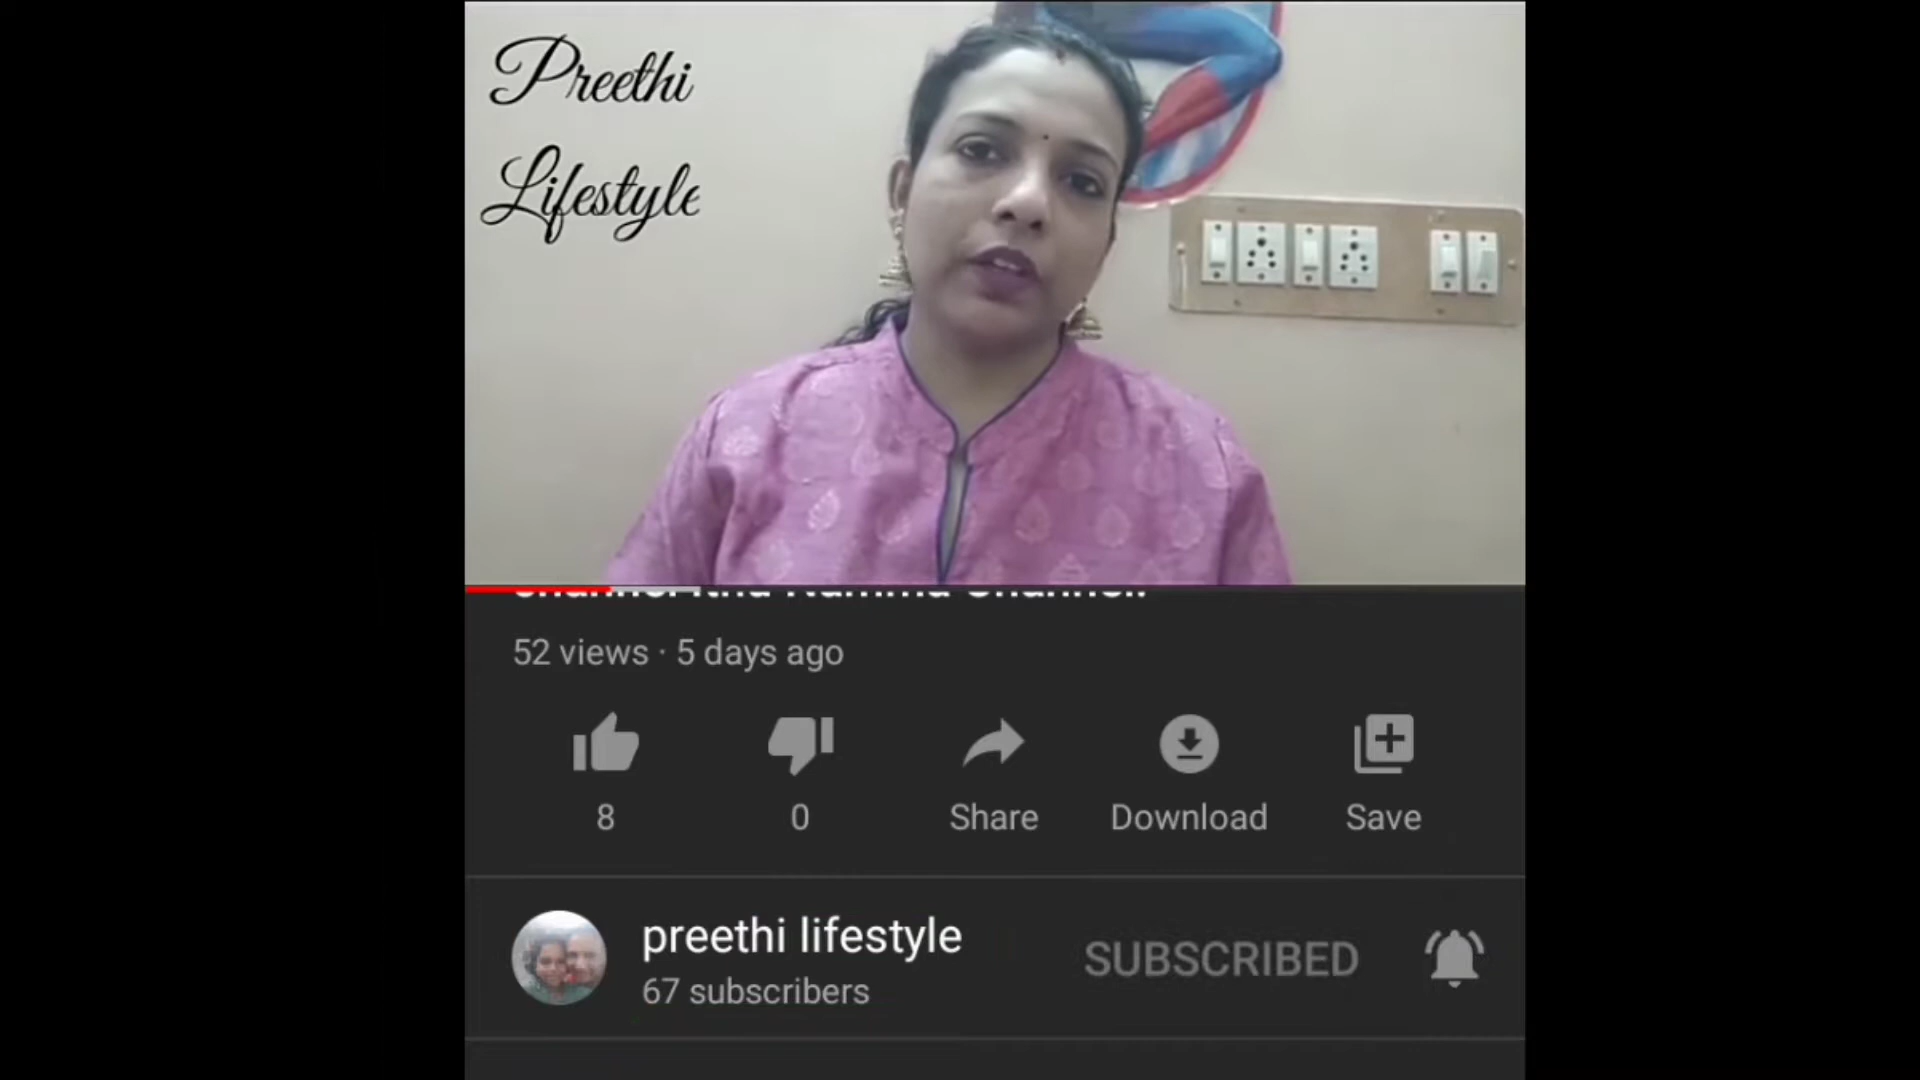 Preethi
Lifestyle
52 views · 5 days ago
8
0
Share
Download
Save
preethi lifestyle
67 subscribers
SUBSCRIBED